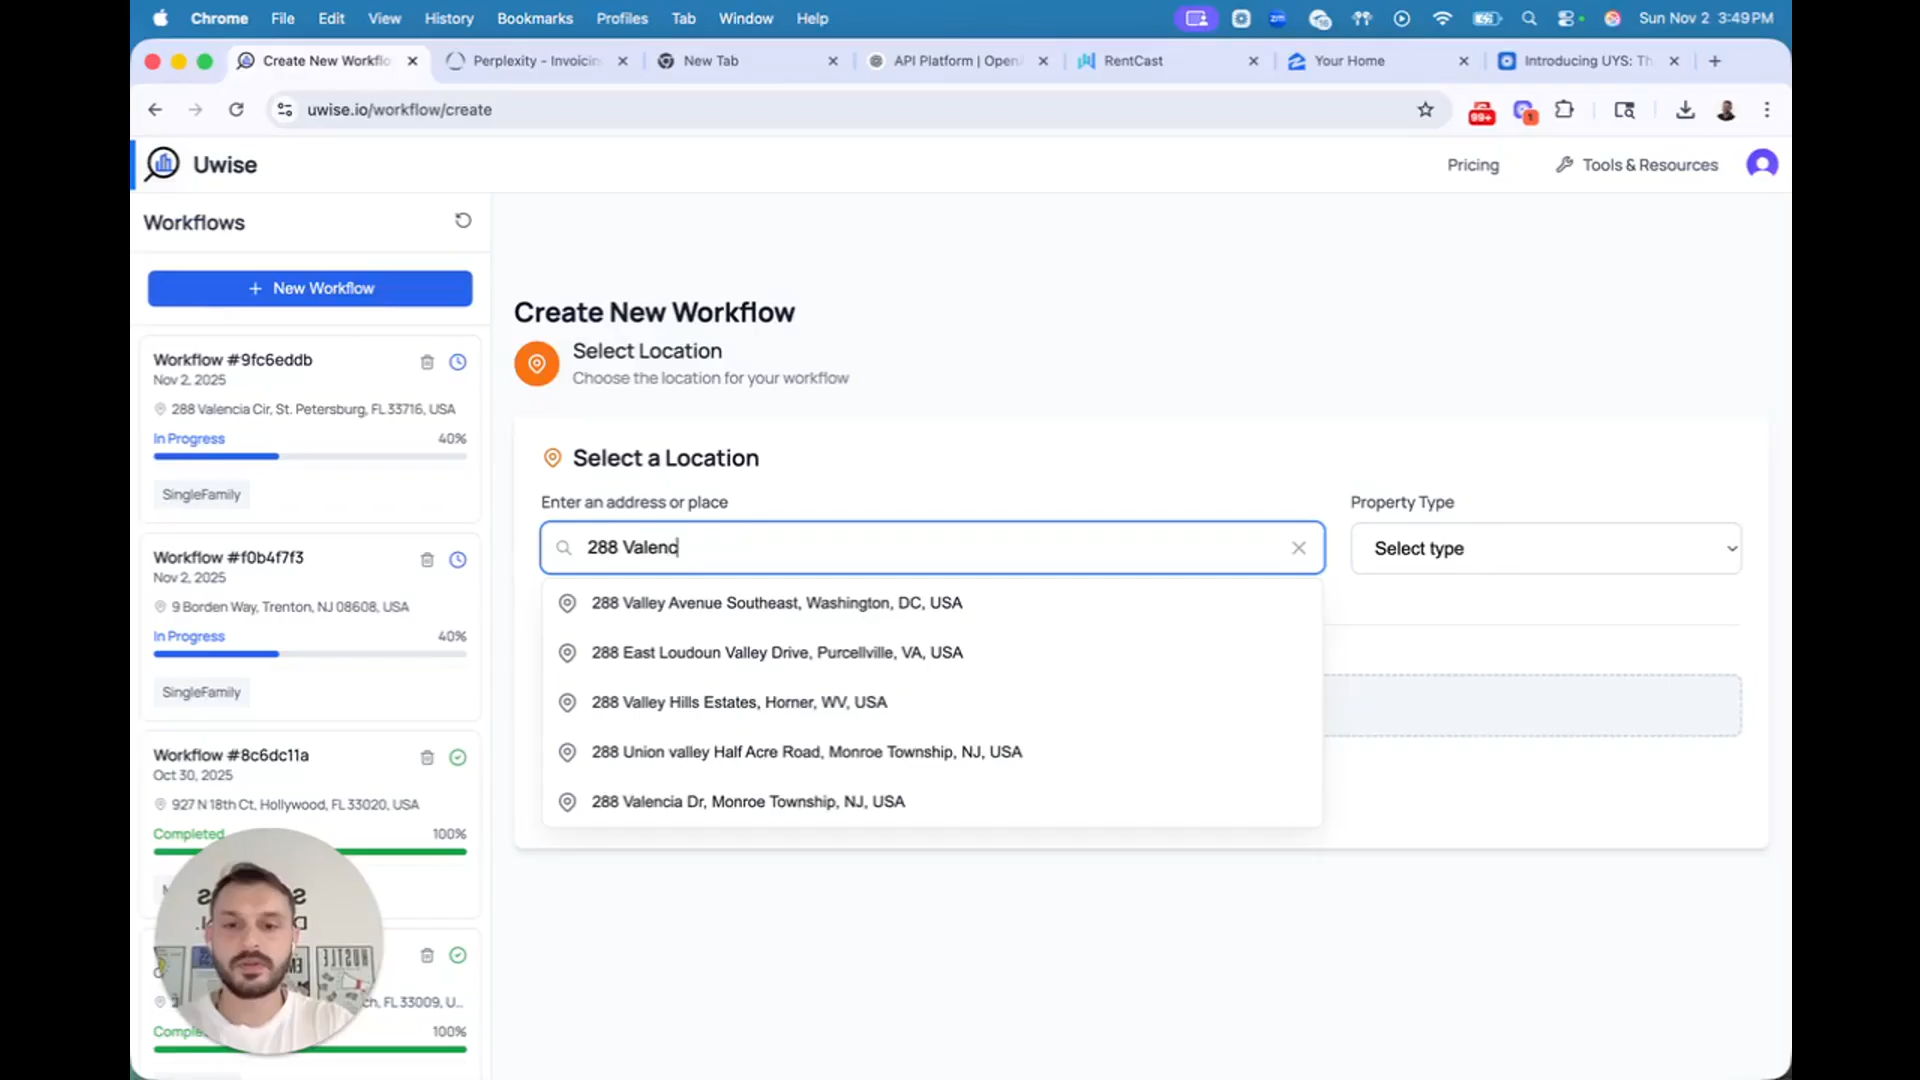 Chrome File Edit View History Bookmarks Profiles Tab Window Help
Sun Nov 2 3:49 PM
Create New Workflo
Perplexity - Invoicin
New Tab
API Platform | Open
RentCast
Your Home
Introducing UYS: Th
uwise.io/workflow/create
99+
1
Uwise
Pricing
Tools & Resources
Workflows
+ New Workflow
Workflow #9fc6eddb
Nov 2, 2025
288 Valencia Cir, St. Petersburg, FL 33716, USA
In Progress 40%
SingleFamily
Workflow #f0b4f7f3
Nov 2, 2025
9 Borden Way, Trenton, NJ 08608, USA
In Progress 40%
SingleFamily
Workflow #8c6dc11a
Oct 30, 2025
927 N 18th Ct, Hollywood, FL 33020, USA
Completed 100%
FL 33009, U...
100%
HUSTLE
Create New Workflow
Select Location
Choose the location for your workflow
Select a Location
Enter an address or place
288 Valenc
Property Type
Select type
288 Valley Avenue Southeast, Washington, DC, USA
288 East Loudoun Valley Drive, Purcellville, VA, USA
288 Valley Hills Estates, Horner, WV, USA
288 Union valley Half Acre Road, Monroe Township, NJ, USA
288 Valencia Dr, Monroe Township, NJ, USA